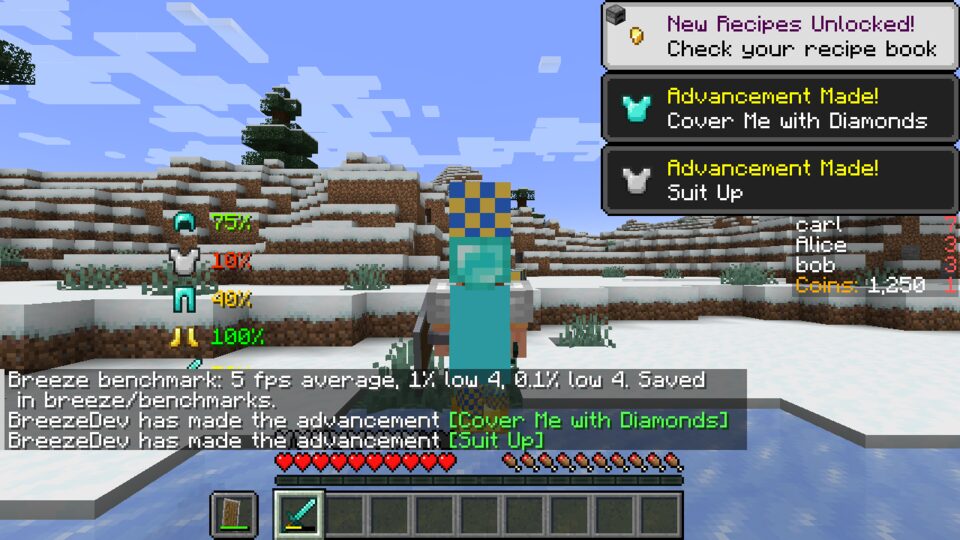 New Recipes Unlocked!
Check your recipe book
Advancement Made!
Cover Me with Diamonds
Advancement Made!
Suit Up
carl
Alice 3
bob 3
Coins: 1,250 1
75%
10%
40%
100%
Breeze benchmark: 5 fps average, 1% low 4, 0.1% low 4. Saved
in breeze/benchmarks.
BreezeDev has made the advancement [Cover Me with Diamonds]
BreezeDev has made the advancement [Suit Up]